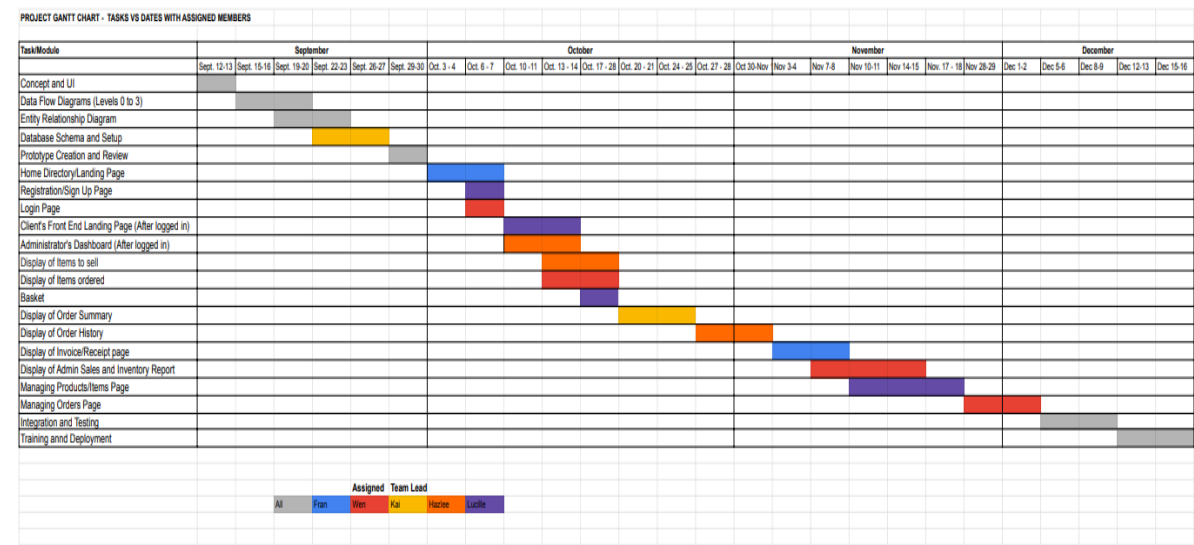 PROJECT GANTT CHART - TASKS VS DATES WITH ASSIGNED MEMBERS
Task/Module September October November December
Sept. 12-13 Sept. 15-16 Sept. 19-20 Sept. 22-23 Sept. 26-27 Sept. 29-30 Oct. 3 - 4 Oct. 6 - 7 Oct. 10 -11 Oct. 13 - 14 Oct. 17 - 28 Oct. 20 - 21 Oct. 24 - 25 Oct. 27 - 28 Oct 30-Nov Nov 3-4 Nov 7-8 Nov 10-11 Nov 14-15 Nov. 17 - 18 Nov 28-29 Dec 1-2 Dec 5-6 Dec 8-9 Dec 12-13 Dec 15-16
Concept and UI
Data Flow Diagrams (Levels 0 to 3)
Entity Relationship Diagram
Database Schema and Setup
Prototype Creation and Review
Home Directory/Landing Page
Registration/Sign Up Page
Login Page
Client's Front End Landing Page (After logged in)
Administrator's Dashboard (After logged in)
Display of Items to sell
Display of Items ordered
Basket
Display of Order Summary
Display of Order History
Display of Invoice/Receipt page
Display of Admin Sales and Inventory Report
Managing Products/Items Page
Managing Orders Page
Integration and Testing
Training annd Deployment
Assigned Team Lead
All Fran Wen Kai Haziee Lucille